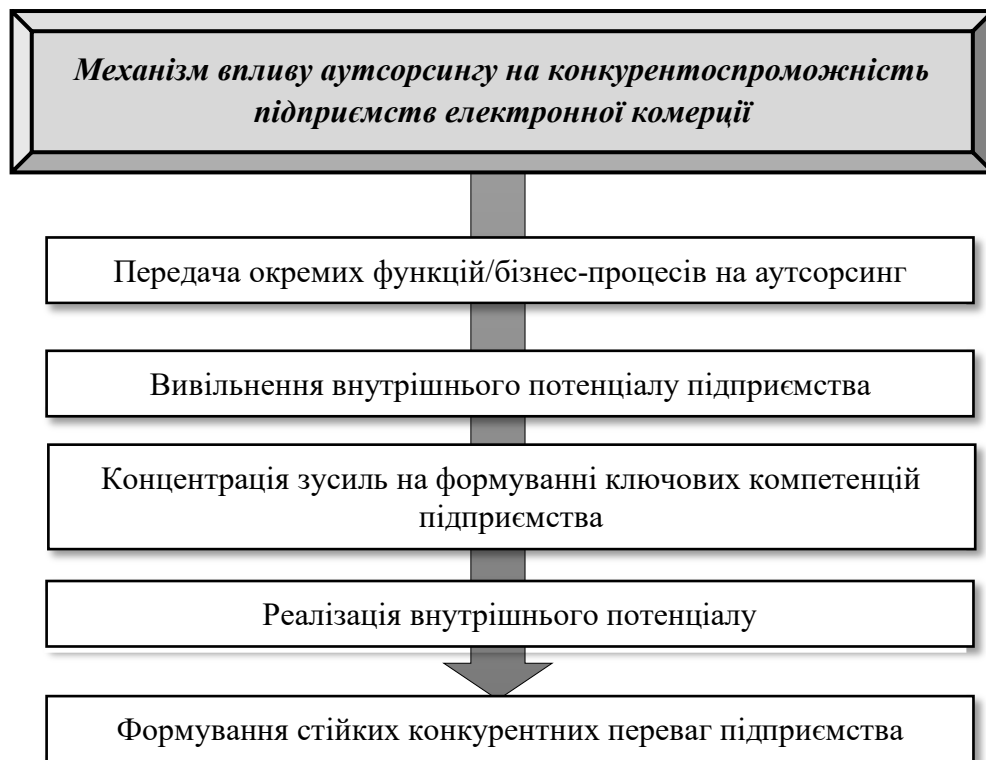 Механізм впливу аутсорсингу на конкурентоспроможність
підприємств електронної комерції
Передача окремих функцій/бізнес-процесів на аутсорсинг
Вивільнення внутрішнього потенціалу підприємства
Концентрація зусиль на формуванні ключових компетенцій
підприємства
Реалізація внутрішнього потенціалу
Формування стійких конкурентних переваг підприємства